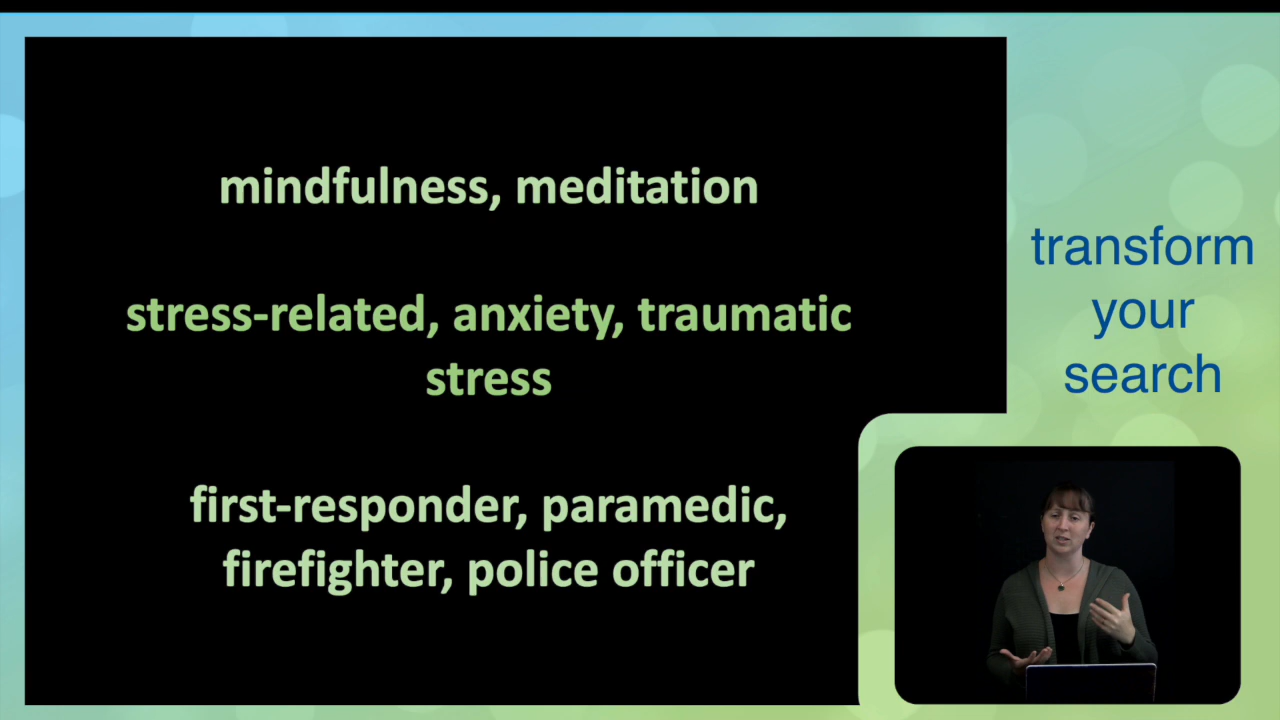 mindfulness, meditation
stress-related, anxiety, traumatic
stress
first-responder, paramedic,
firefighter, police officer
transform
your
search